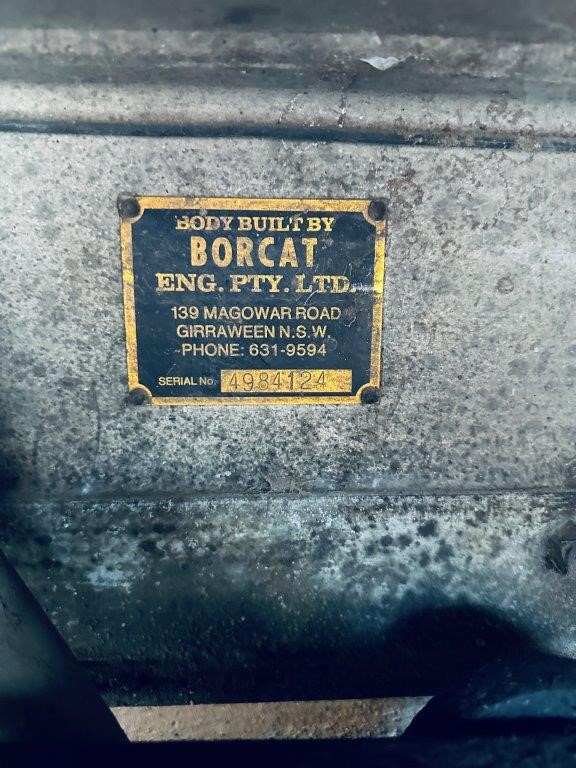 BODY BUILT BY
BORCAT
ENG. PTY. LTD.
139 MAGOWAR ROAD
GIRRAWEEN N.S.W.
PHONE: 631-9594
SERIAL No. 4984124